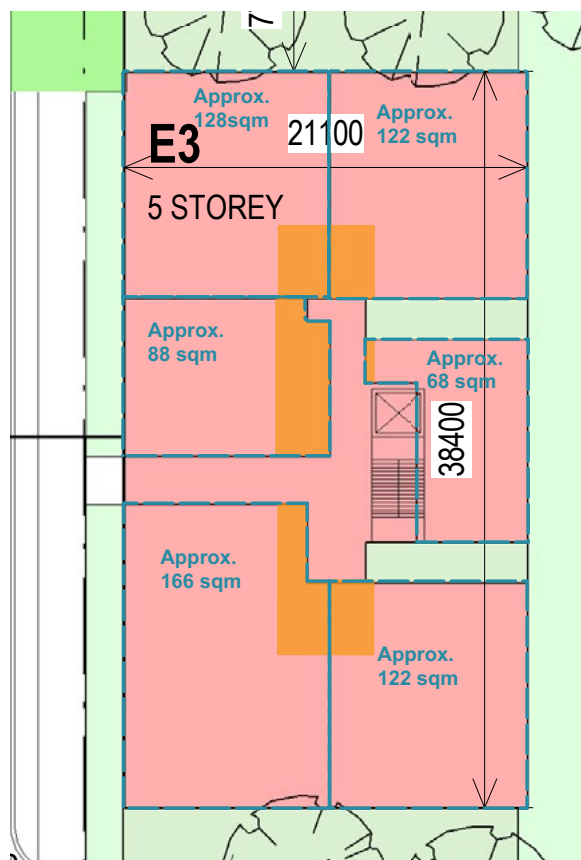 7
Approx.
128sqm
E3
21100
Approx.
122 sqm
5 STOREY
Approx.
88 sqm
Approx.
68 sqm
38400
Approx.
166 sqm
Approx.
122 sqm